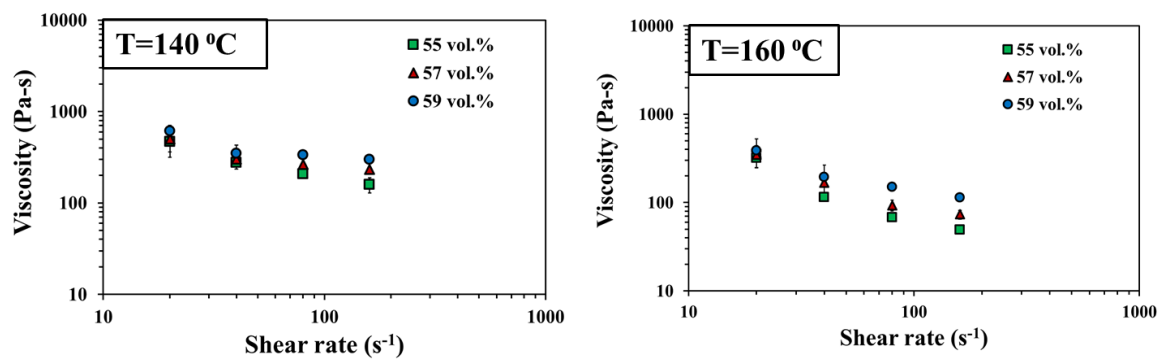 T=140 ⁰C
55 vol.%
57 vol.%
59 vol.%
10000
1000
100
10
10 100 1000
Viscosity (Pa-s)
Shear rate (s⁻¹)
T=160 ⁰C
55 vol.%
57 vol.%
59 vol.%
10000
1000
100
10
10 100 1000
Viscosity (Pa-s)
Shear rate (s⁻¹)